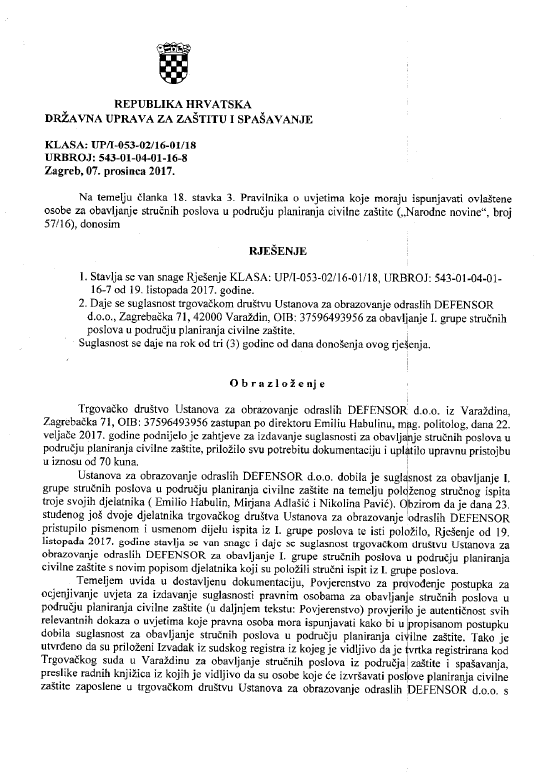 REPUBLIKA HRVATSKA
DRŽAVNA UPRAVA ZA ZAŠTITU I SPAŠAVANJE
KLASA: UP/I-053-02/16-01/18
URBROJ: 543-01-04-01-16-8
Zagreb, 07. prosinca 2017.
Na temelju članka 18. stavka 3. Pravilnika o uvjetima koje moraju ispunjavati ovlaštene
osobe za obavljanje stručnih poslova u području planiranja civilne zaštite („Narodne novine“, broj
57/16), donosim
RJEŠENJE
1. Stavlja se van snage Rješenje KLASA: UP/I-053-02/16-01/18, URBROJ: 543-01-04-01-
16-7 od 19. listopada 2017. godine.
2. Daje se suglasnost trgovačkom društvu Ustanova za obrazovanje odraslih DEFENSOR
d.o.o., Zagrebačka 71, 42000 Varaždin, OIB: 37596493956 za obavljanje I. grupe stručnih
poslova u području planiranja civilne zaštite.
Suglasnost se daje na rok od tri (3) godine od dana donošenja ovog rješenja.
O b r a z l o ž e n j e
Trgovačko društvo Ustanova za obrazovanje odraslih DEFENSOR d.o.o. iz Varaždina,
Zagrebačka 71, OIB: 37596493956 zastupan po direktoru Emiliu Habulinu, mag. politolog, dana 22.
veljače 2017. godine podnijelo je zahtjeve za izdavanje suglasnosti za obavljanje stručnih poslova u
području planiranja civilne zaštite, priložilo svu potrebitu dokumentaciju i uplatilo upravnu pristojbu
u iznosu od 70 kuna.
Ustanova za obrazovanje odraslih DEFENSOR d.o.o. dobila je suglasnost za obavljanje I.
grupe stručnih poslova u području planiranja civilne zaštite na temelju položenog stručnog ispita
troje svojih djelatnika ( Emilio Habulin, Mirjana Adlašić i Nikolina Pavić). Obzirom da je dana 23.
studenog još dvoje djelatnika trgovačkog društva Ustanova za obrazovanje odraslih DEFENSOR
pristupilo pismenom i usmenom dijelu ispita iz I. grupe poslova te isti položilo, Rješenje od 19.
listopada 2017. godine stavlja se van snage i daje se suglasnost trgovačkom društvu Ustanova za
obrazovanje odraslih DEFENSOR za obavljanje I. grupe stručnih poslova u području planiranja
civilne zaštite s novim popisom djelatnika koji su položili stručni ispit iz I. grupe poslova.
Temeljem uvida u dostavljenu dokumentaciju, Povjerenstvo za provođenje postupka za
ocjenjivanje uvjeta za izdavanje suglasnosti pravnim osobama za obavljanje stručnih poslova u
području planiranja civilne zaštite (u daljnjem tekstu: Povjerenstvo) provjerilo je autentičnost svih
relevantnih dokaza o uvjetima koje pravna osoba mora ispunjavati kako bi u propisanom postupku
dobila suglasnost za obavljanje stručnih poslova u području planiranja civilne zaštite. Tako je
utvrđeno da su priloženi Izvadak iz sudskog registra iz kojeg je vidljivo da je tvrtka registrirana kod
Trgovačkog suda u Varaždinu za obavljanje stručnih poslova iz područja zaštite i spašavanja,
preslike radnih knjižica iz kojih je vidljivo da su osobe koje će izvršavati poslove planiranja civilne
zaštite zaposlene u trgovačkom društvu Ustanova za obrazovanje odraslih DEFENSOR d.o.o. s